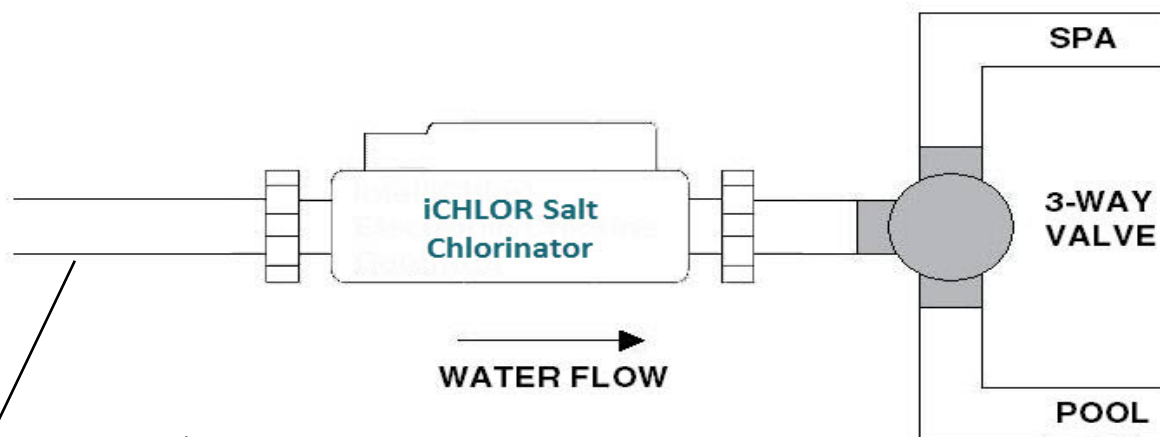 SPA
iCHLOR Salt
Chlorinator
3-WAY
VALVE
WATER FLOW
POOL